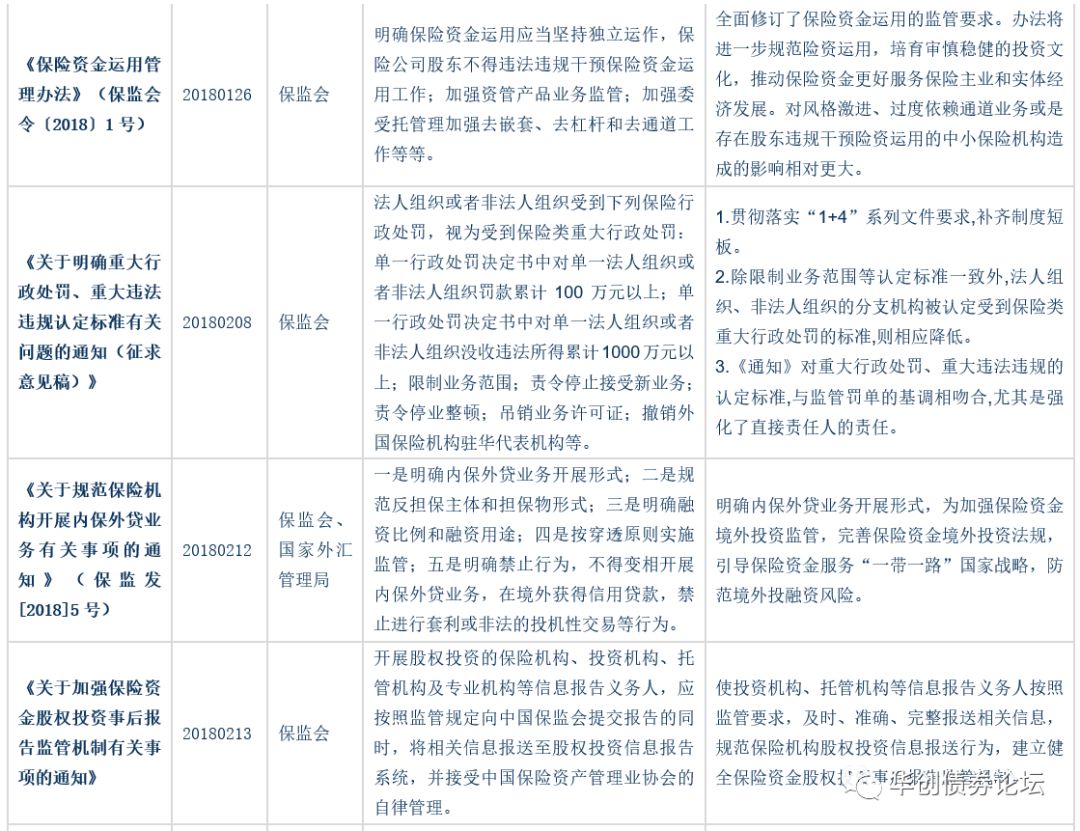 《保险资金运用管
理办法》（保监会
令〔2018〕1 号）
20180126
保监会
明确保险资金运用应当坚持独立运作，保
险公司股东不得违法违规干预保险资金运
用工作；加强资管产品业务监管；加强委
受托管理加强去嵌套、去杠杆和去通道工
作等等。
全面修订了保险资金运用的监管要求。办法将
进一步规范险资运用，培育审慎稳健的投资文
化，推动保险资金更好服务保险主业和实体经
济发展。对风格激进、过度依赖通道业务或是
存在股东违规干预险资运用的中小保险机构造
成的影响相对更大。
《关于明确重大行
政处罚、重大违法
违规认定标准有关
问题的通知（征求
意见稿）》
20180208
保监会
法人组织或者非法人组织受到下列保险行
政处罚，视为受到保险类重大行政处罚：
单一行政处罚决定书中对单一法人组织或
者非法人组织罚款累计 100 万元以上；单
一行政处罚决定书中对单一法人组织或者
非法人组织没收违法所得累计1000万元以
上；限制业务范围；责令停止接受新业务；
责令停业整顿；吊销业务许可证；撤销外
国保险机构驻华代表机构等。
1.贯彻落实“1+4”系列文件要求,补齐制度短
板。
2.除限制业务范围等认定标准一致外,法人组
织、非法人组织的分支机构被认定受到保险类
重大行政处罚的标准,则相应降低。
3.《通知》对重大行政处罚、重大违法违规的
认定标准,与监管罚单的基调相吻合,尤其是强
化了直接责任人的责任。
《关于规范保险机
构开展内保外贷业
务有关事项的通
知》（保监发
[2018]5 号）
20180212
保监会、
国家外汇
管理局
一是明确内保外贷业务开展形式；二是规
范反担保主体和担保物形式；三是明确融
资比例和融资用途；四是按穿透原则实施
监管；五是明确禁止行为，不得变相开展
内保外贷业务，在境外获得信用贷款，禁
止进行套利或非法的投机性交易等行为。
明确内保外贷业务开展形式，为加强保险资金
境外投资监管，完善保险资金境外投资法规，
引导保险资金服务“一带一路”国家战略，防
范境外投融资风险。
《关于加强保险资
金股权投资事后报
告监管机制有关事
项的通知》
20180213
保监会
开展股权投资的保险机构、投资机构、托
管机构及专业机构等信息报告义务人，应
按照监管规定向中国保监会提交报告的同
时，将相关信息报送至股权投资信息报告
系统，并接受中国保险资产管理业协会的
自律管理。
使投资机构、托管机构等信息报告义务人按照
监管要求，及时、准确、完整报送相关信息，
规范保险机构股权投资信息报送行为，建立健
全保险资金股权投 事 报
华创债券论坛